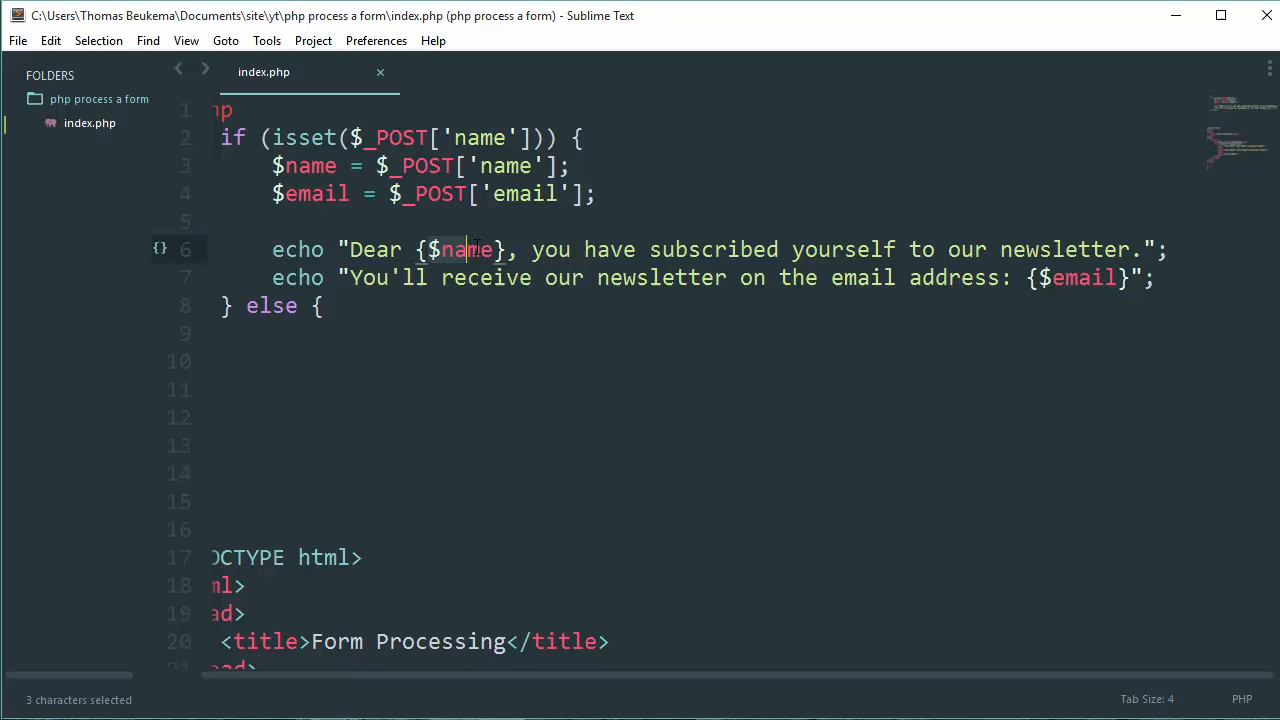 C:\Users\Thomas Beukema\Documents\site\yt\php process a form\index.php (php process a form) - Sublime Text
File Edit Selection Find View Goto Tools Project Preferences Help
FOLDERS
php process a form
index.php
index.php
1 hp
2 if (isset($_POST['name'])) {
3 $name = $_POST['name'];
4 $email = $_POST['email'];
5
{} 6 echo "Dear {$name}, you have subscribed yourself to our newsletter.";
7 echo "You'll receive our newsletter on the email address: {$email}";
8 } else {
9
10
11
12
13
14
15
16
17 OCTYPE html>
18 ml>
19 ad>
20 <title>Form Processing</title>
21 ead>
3 characters selected
Tab Size: 4
PHP